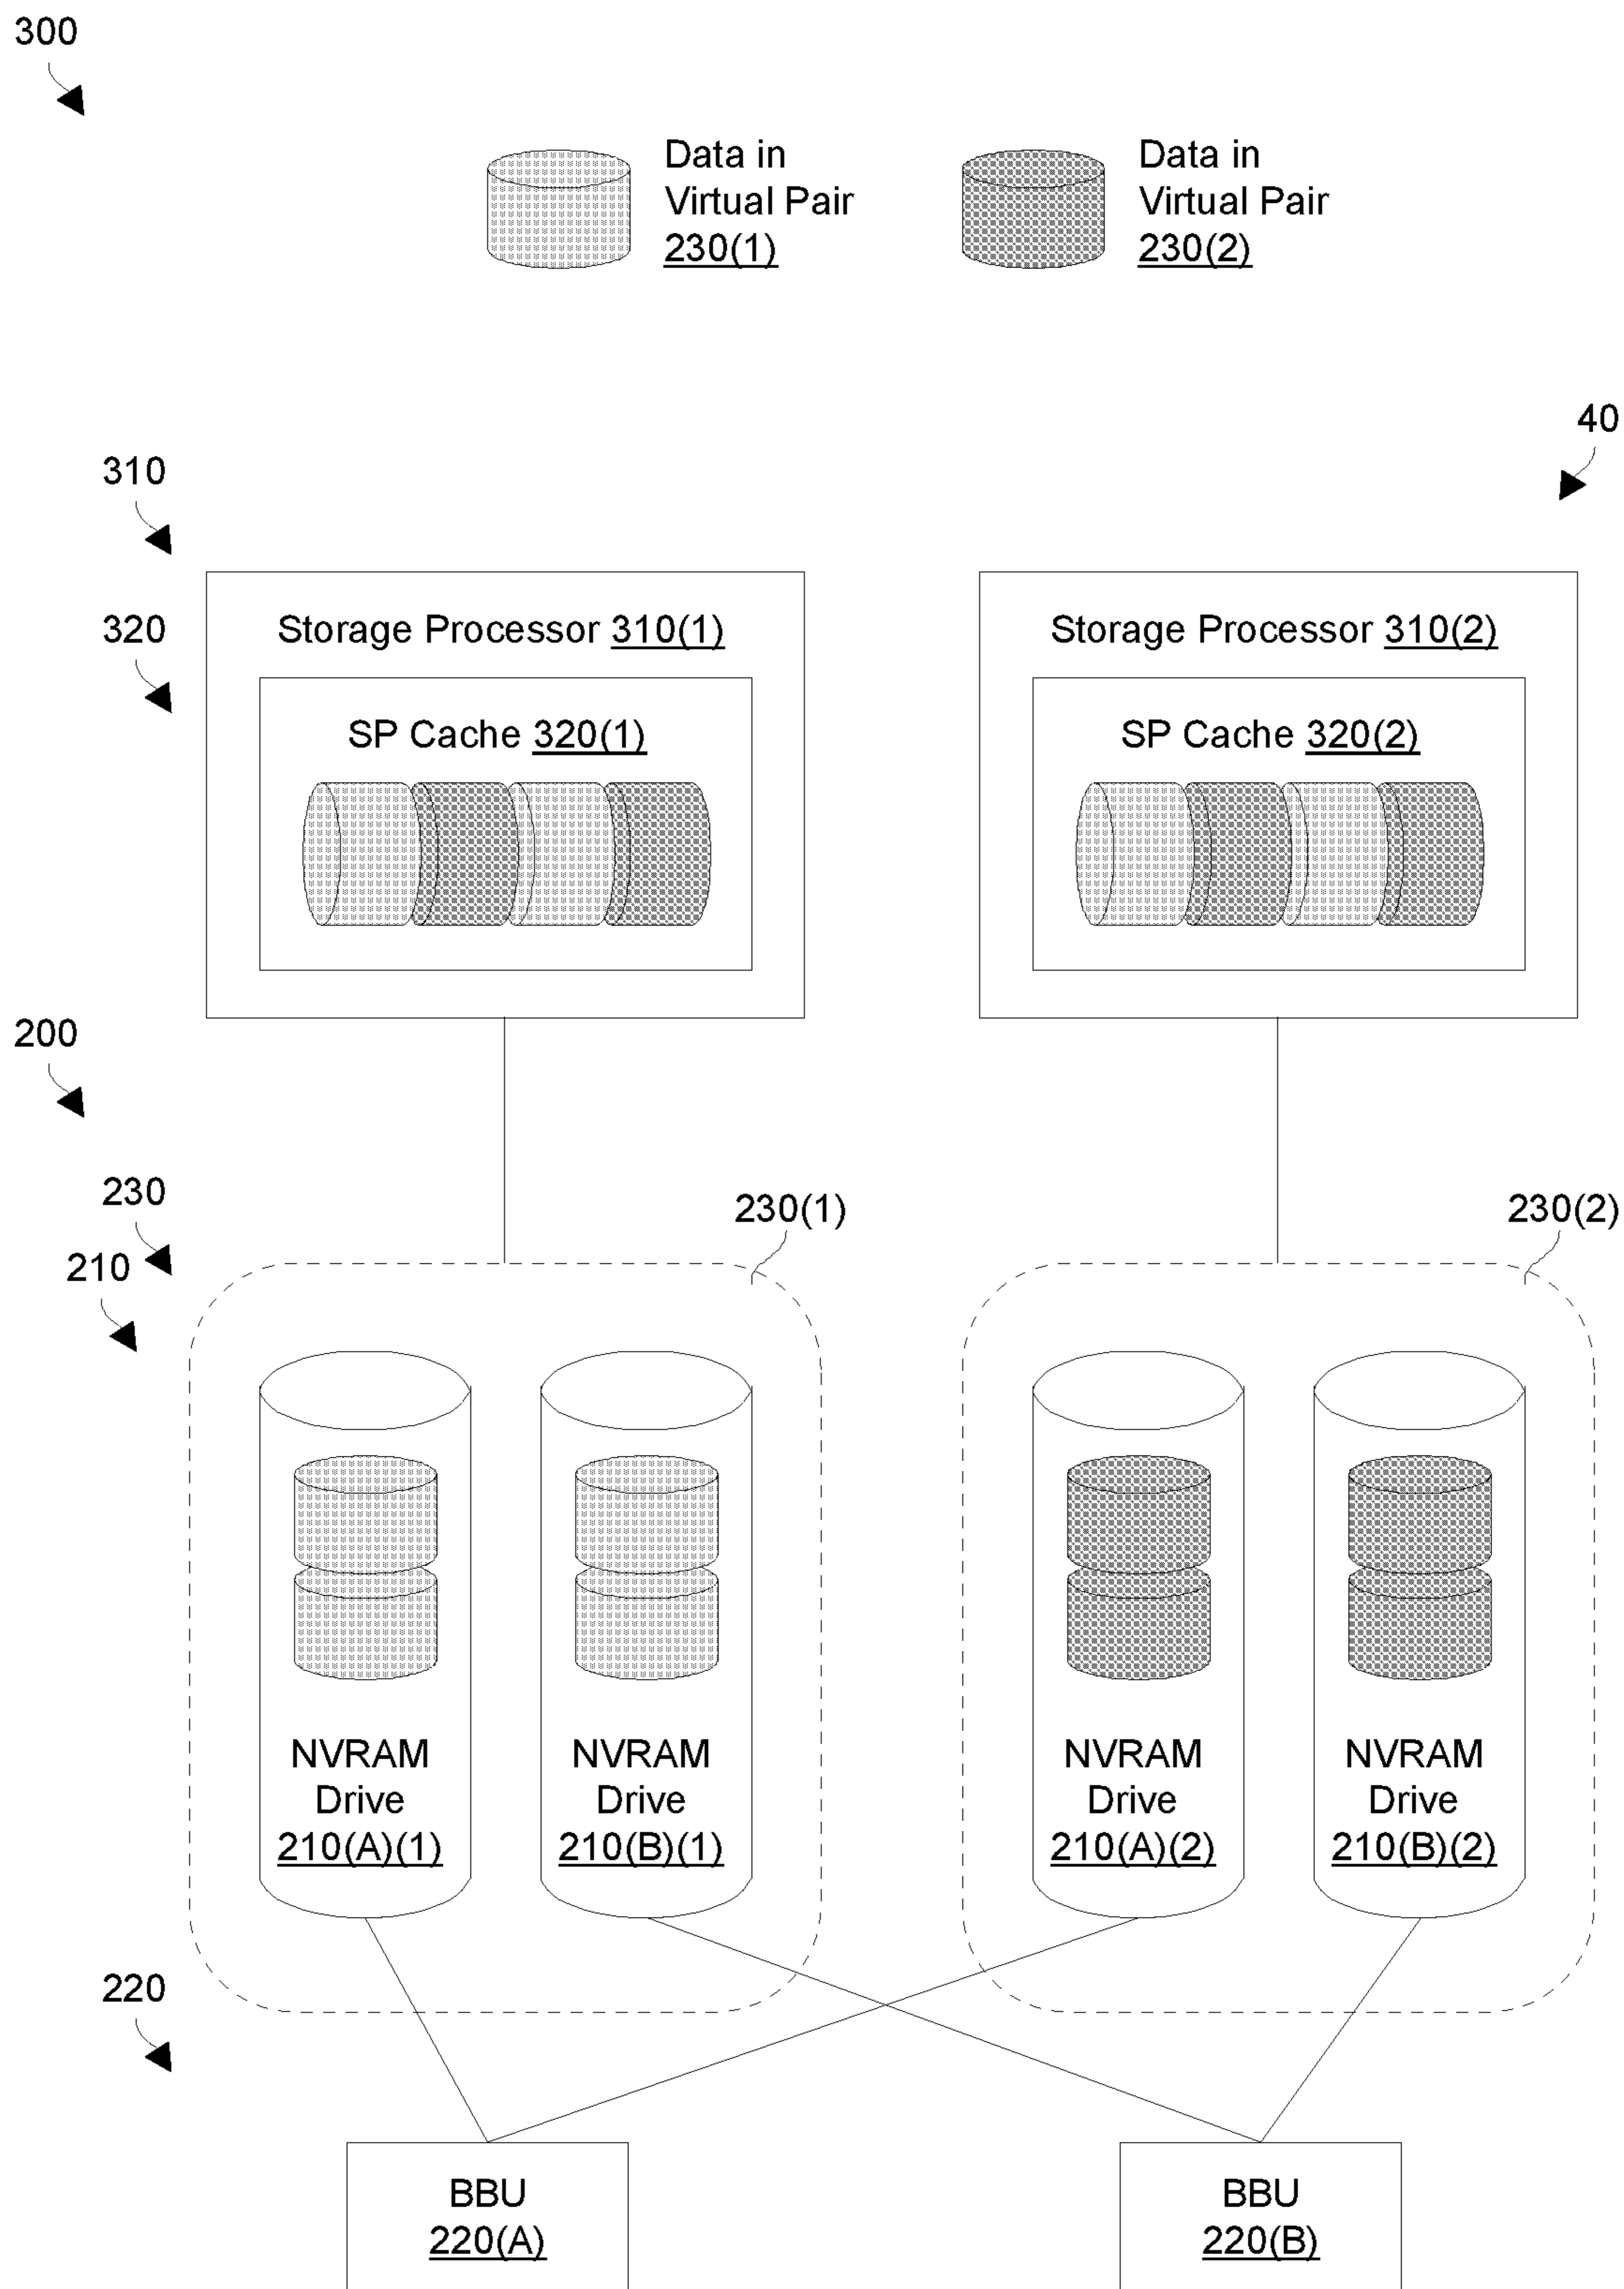 300
Data in
Virtual Pair
230(1)
Data in
Virtual Pair
230(2)
40
310
Storage Processor 310(1)
Storage Processor 310(2)
320
SP Cache 320(1)
SP Cache 320(2)
200
230
230(1)
230(2)
210
NVRAM
Drive
210(A)(1)
NVRAM
Drive
210(B)(1)
NVRAM
Drive
210(A)(2)
NVRAM
Drive
210(B)(2)
220
BBU
220(A)
BBU
220(B)